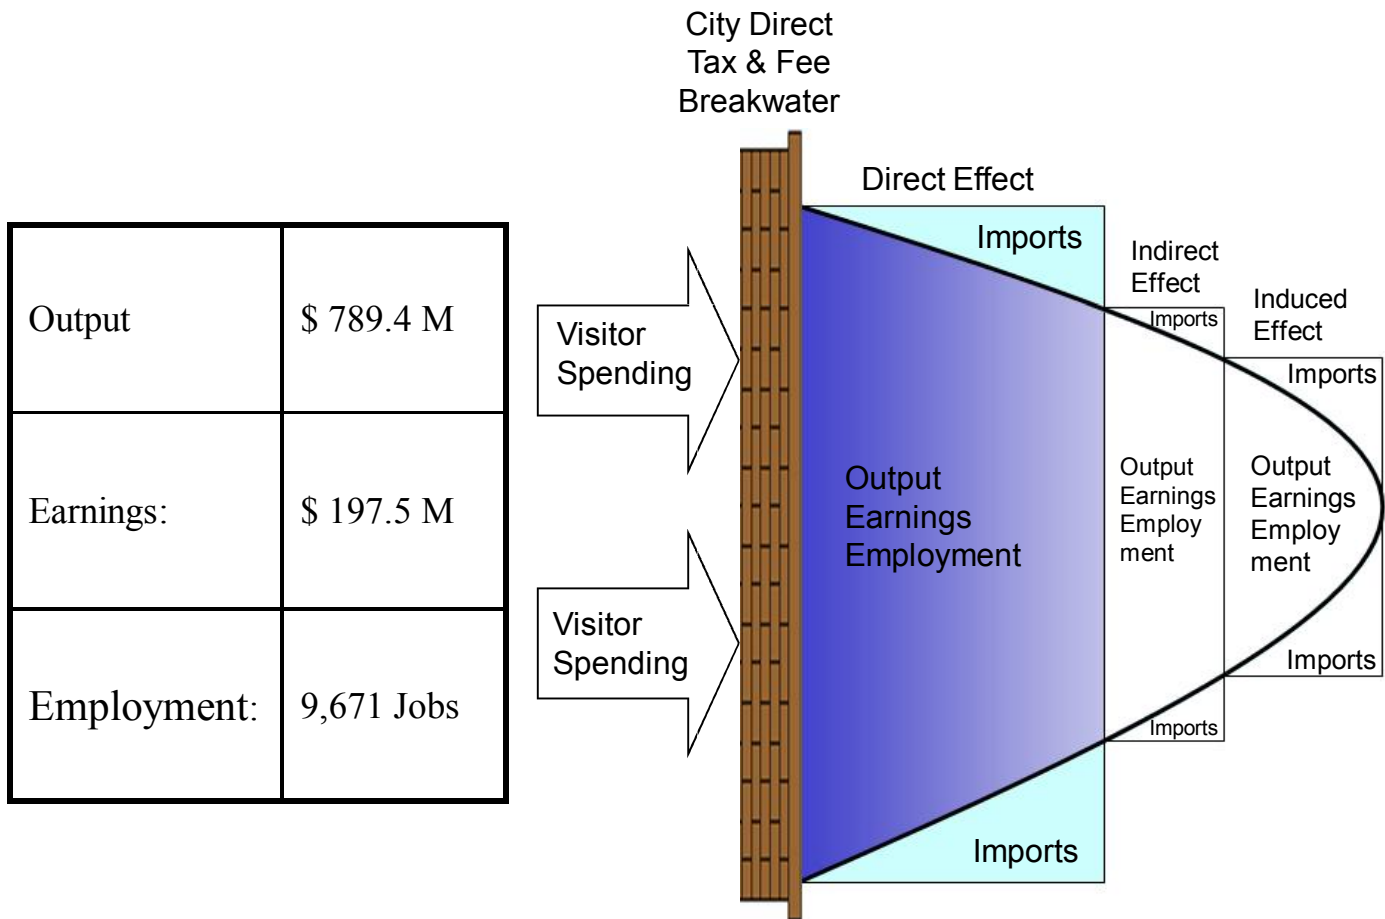 City Direct
Tax & Fee
Breakwater
Output
$ 789.4 M
Earnings:
$ 197.5 M
Employment:
9,671 Jobs
Visitor
Spending
Visitor
Spending
Direct Effect
Imports
Output
Earnings
Employment
Imports
Indirect
Effect
Imports
Output
Earnings
Employ
ment
Imports
Induced
Effect
Imports
Output
Earnings
Employ
ment
Imports